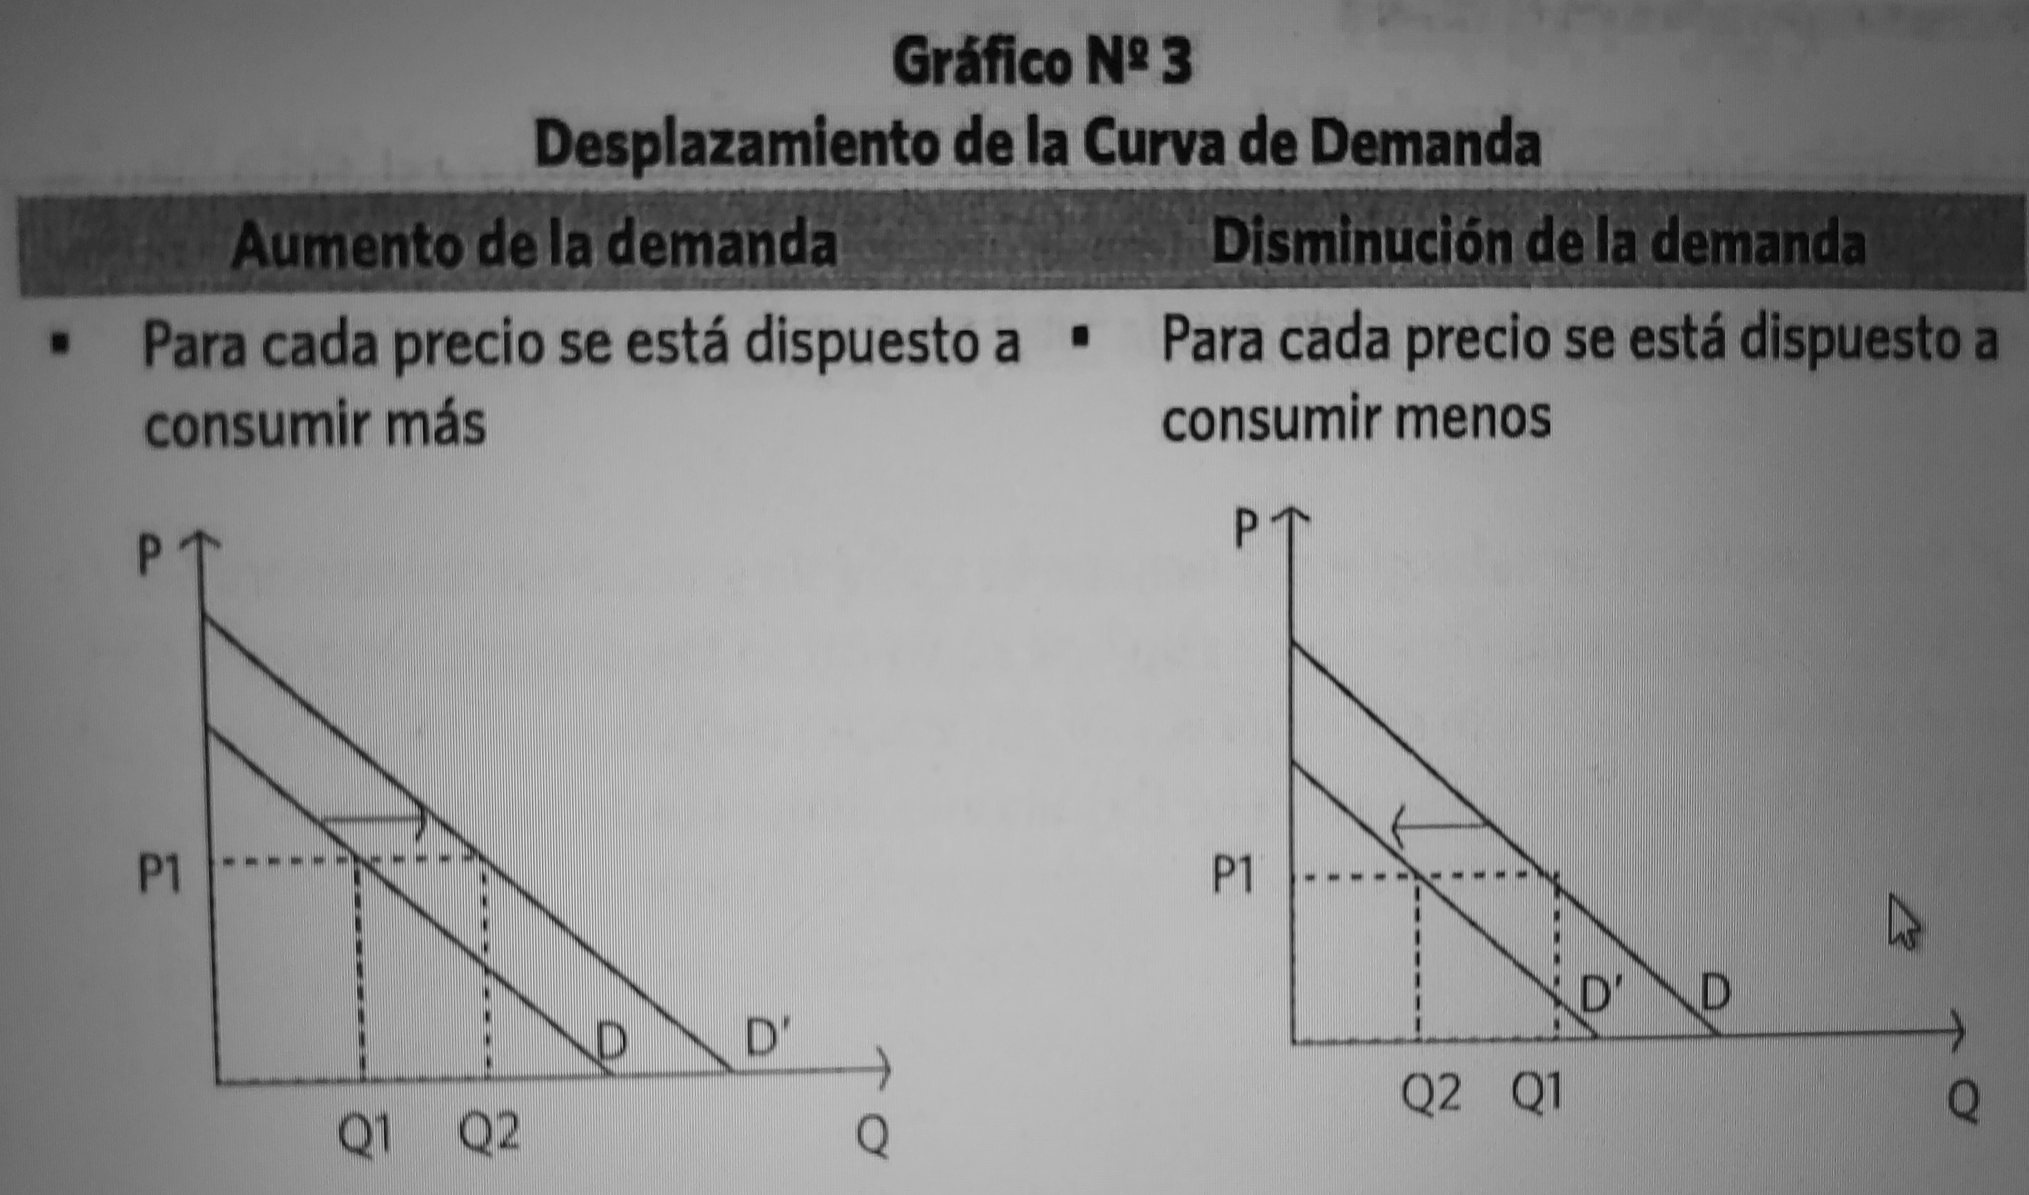 Gráfico Nº 3
Desplazamiento de la Curva de Demanda
Aumento de la demanda
Disminución de la demanda
▪ Para cada precio se está dispuesto a
consumir más
▪ Para cada precio se está dispuesto a
consumir menos
P
P1
D
D'
Q1 Q2 Q
P
P1
D' D
Q2 Q1 Q